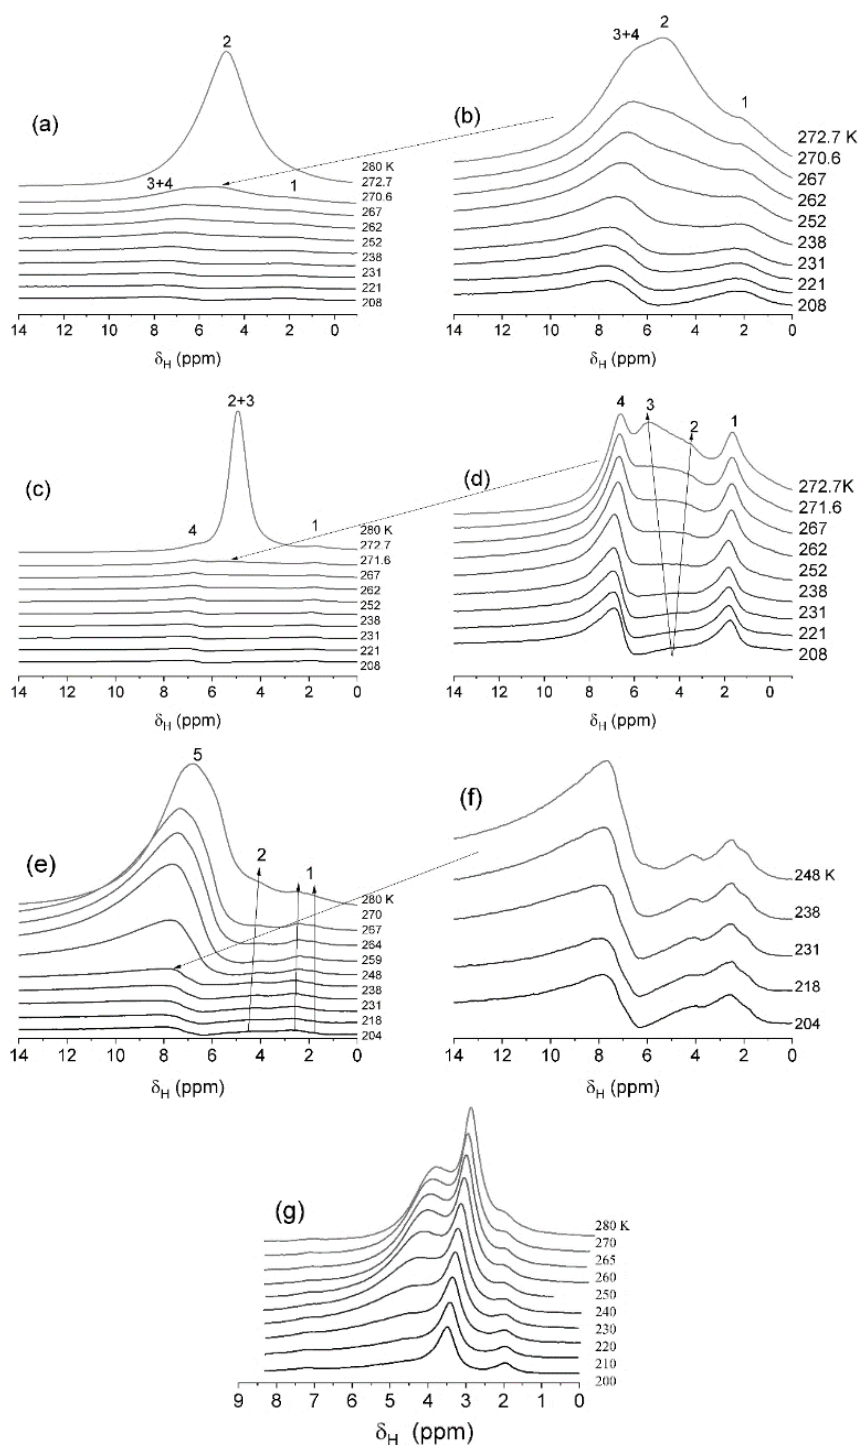 2
(a)
3+4
1
280 K
272.7
270.6
267
262
252
238
231
221
208
14 12 10 8 6 4 2 0
δH (ppm)
2
3+4
(b)
1
272.7 K
270.6
267
262
252
238
231
221
208
14 12 10 8 6 4 2 0
δH (ppm)
2+3
(c)
4
1
280 K
272.7
271.6
267
262
252
238
231
221
208
14 12 10 8 6 4 2 0
δH (ppm)
4
3
2
1
(d)
272.7K
271.6
267
262
252
238
231
221
208
14 12 10 8 6 4 2 0
δH (ppm)
5
(e)
2
1
280 K
270
267
264
259
248
238
231
218
204
14 12 10 8 6 4 2 0
δH (ppm)
(f)
248 K
238
231
218
204
14 12 10 8 6 4 2 0
δH (ppm)
(g)
280 K
270
265
260
250
240
230
220
210
200
9 8 7 6 5 4 3 2 1 0
δH (ppm)